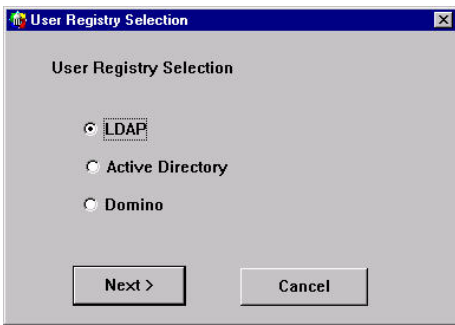 User Registry Selection
User Registry Selection
LDAP
Active Directory
Domino
Next >
Cancel